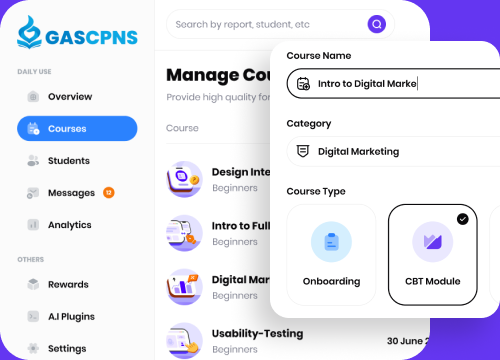 GASCPNS
DAILY USE
Overview
Courses
Students
Messages 12
Analytics
OTHERS
Rewards
A.I Plugins
Settings
Search by report, student, etc
Manage Cou
Provide high quality for
Course
Design Inte
Beginners
Intro to Full
Beginners
Digital Mar
Beginners
Usability-Testing
Beginners
30 June 2
Course Name
Intro to Digital Marke
Category
Digital Marketing
Course Type
Onboarding
CBT Module